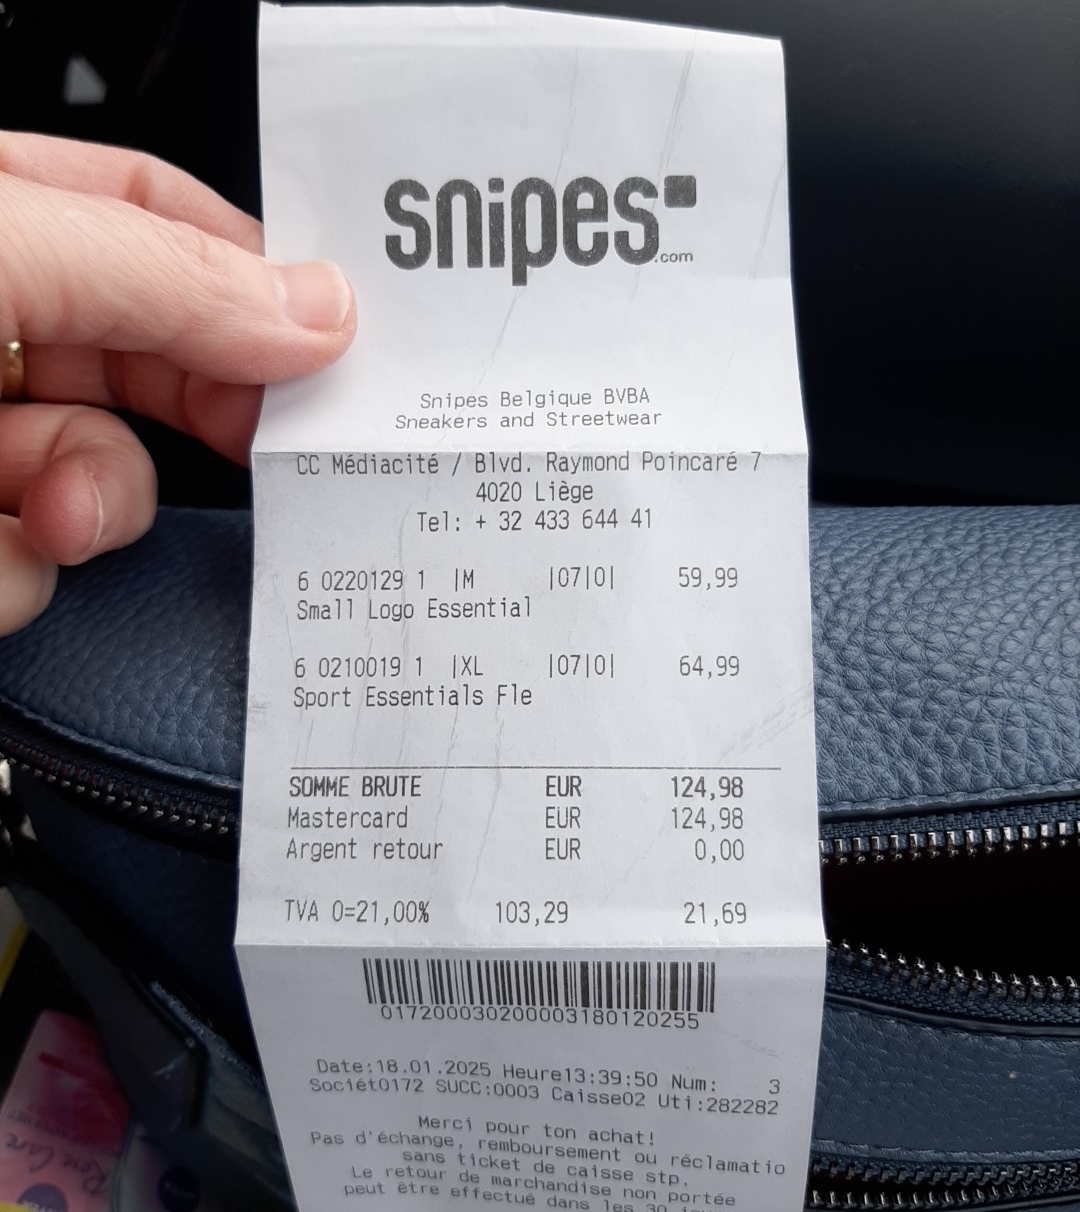 snipes
.com
Snipes Belgique BVBA
Sneakers and Streetwear
CC Médiacité / Blvd. Raymond Poincaré 7
4020 Liège
Tel: + 32 433 644 41
6 0220129 1 |M |07|0| 59,99
Small Logo Essential
6 0210019 1 |XL |07|0| 64,99
Sport Essentials Fle
SOMME BRUTE EUR 124,98
Mastercard EUR 124,98
Argent retour EUR 0,00
TVA 0=21,00% 103,29 21,69
017200030200003180120255
Date:18.01.2025 Heure13:39:50 Num: 3
Sociét0172 SUCC:0003 Caisse02 Uti:282282
Merci pour ton achat!
Pas d'échange, remboursement ou réclamatio
sans ticket de caisse stp.
Le retour de marchandise non portée
peut être effectué dans les 30